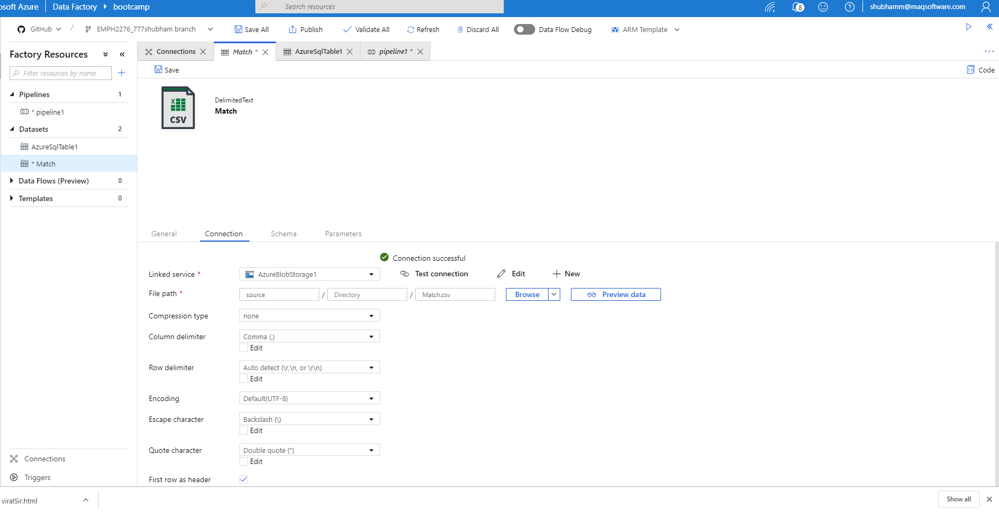 osoft Azure Data Factory bootcamp Search resources 8 shubhamm@maqsoftware.com
GitHub / EMPH2276_777shubham branch Save All Publish Validate All Refresh Discard All Data Flow Debug ARM Template
Factory Resources
Filter resources by name
Pipelines 1
* pipeline1
Datasets 2
AzureSqlTable1
* Match
Data Flows (Preview) 0
Templates 0
Connections
Triggers
Connections Match * AzureSqlTable1 pipeline1 *
Save Code
X
CSV
DelimitedText
Match
General Connection Schema Parameters
Connection successful
Linked service * AzureBlobStorage1 Test connection Edit New
File path * source / Directory / Match.csv Browse Preview data
Compression type none
Column delimiter Comma (,)
Edit
Row delimiter Auto detect (\r,\n, or \r\n)
Edit
Encoding Default(UTF-8)
Escape character Backslash (\)
Edit
Quote character Double quote (")
Edit
First row as header
viralSir.html Show all